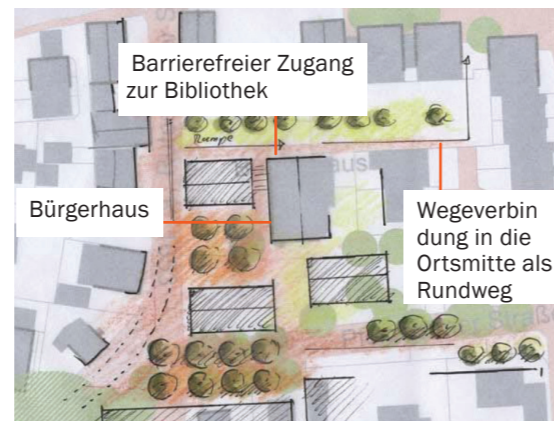 Barrierefreier Zugang
zur Bibliothek
Rampe
Bürgerhaus
Wegeverbin
dung in die
Ortsmitte als
Rundweg